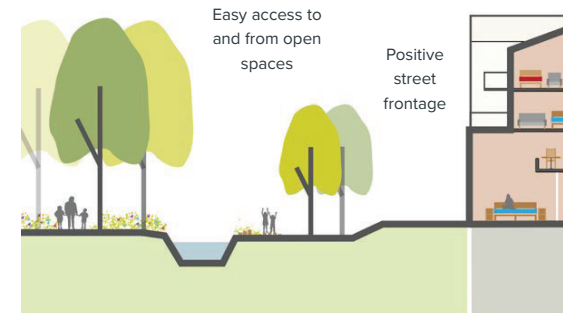 Easy access to
and from open
spaces
Positive
street
frontage